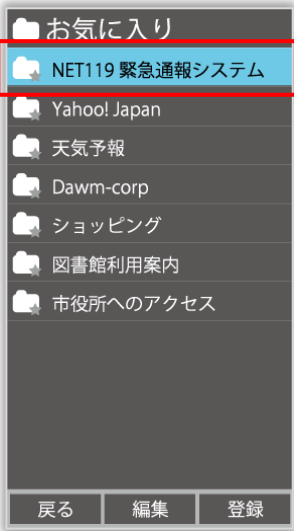 お気に入り
NET119 緊急通報システム
Yahoo! Japan
天気予報
Dawm-corp
ショッピング
図書館利用案内
市役所へのアクセス
戻る 編集 登録